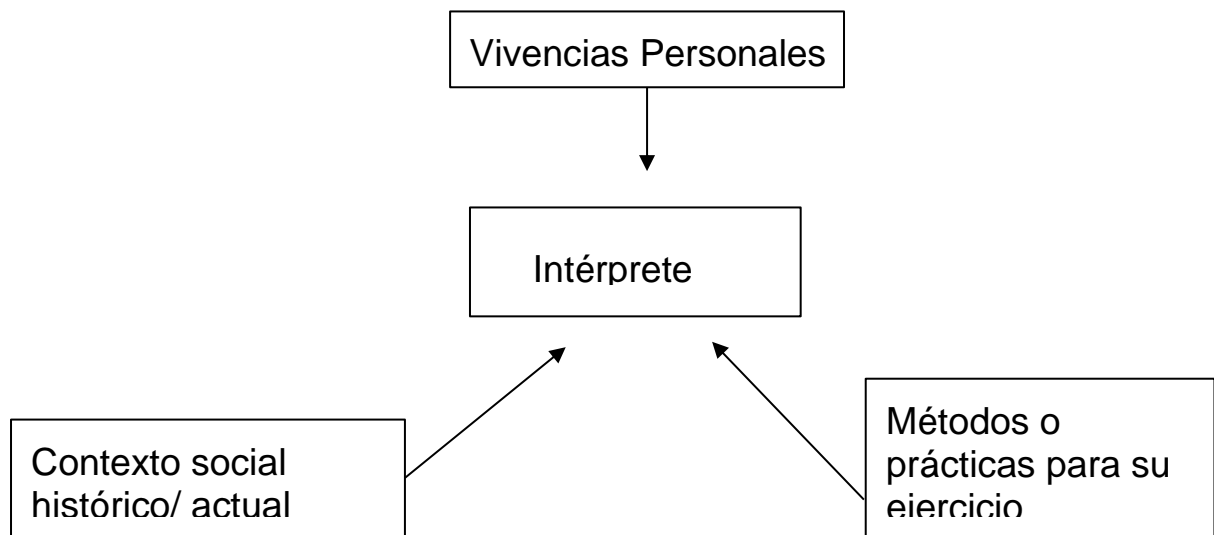 Vivencias Personales
Intérprete
Contexto social
histórico/ actual
Métodos o
prácticas para su
ejercicio